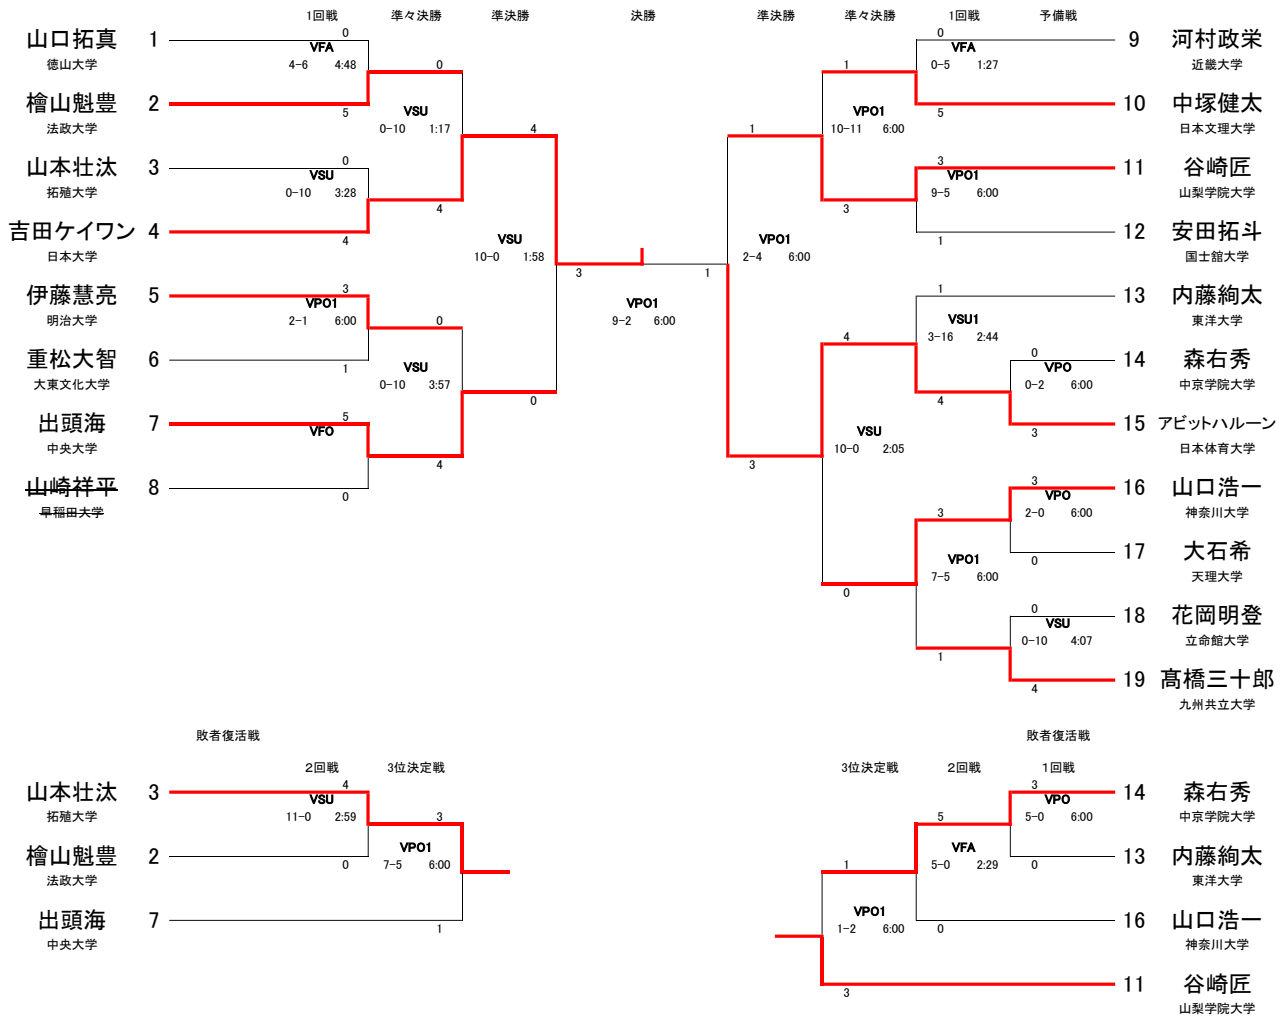 1回戦 準々決勝 準決勝 決勝 準決勝 準々決勝 1回戦 予備戦
山口拓真 1
徳山大学
0
VFA
4-6 4:48
檜山魁豊 2
法政大学
5
0
VSU
0-10 1:17
山本壮汰 3
拓殖大学
0
VSU
0-10 3:28
吉田ケイワン 4
日本大学
4
4
4
VSU
10-0 1:58
伊藤慧亮 5
明治大学
3
VPO1
2-1 6:00
重松大智 6
大東文化大学
1
0
VSU
0-10 3:57
出頭海 7
中央大学
5
VFO
山崎祥平 8
早稲田大学
0
4
0
3
VPO1
9-2 6:00
1
9 河村政栄
近畿大学
0
VFA
0-5 1:27
10 中塚健太
日本文理大学
5
1
VPO1
10-11 6:00
11 谷崎匠
山梨学院大学
3
VPO1
9-5 6:00
12 安田拓斗
国士舘大学
1
3
1
VPO1
2-4 6:00
13 内藤絢太
東洋大学
1
VSU1
3-16 2:44
14 森右秀
中京学院大学
0
VPO
0-2 6:00
15 アビットハルーン
日本体育大学
3
4
4
VSU
10-0 2:05
3
16 山口浩一
神奈川大学
3
VPO
2-0 6:00
17 大石希
天理大学
0
3
VPO1
7-5 6:00
0
18 花岡明登
立命館大学
0
VSU
0-10 4:07
19 髙橋三十郎
九州共立大学
4
1
敗者復活戦
2回戦 3位決定戦
山本壮汰 3
拓殖大学
4
VSU
11-0 2:59
檜山魁豊 2
法政大学
0
3
VPO1
7-5 6:00
出頭海 7
中央大学
1
敗者復活戦
3位決定戦 2回戦 1回戦
14 森右秀
中京学院大学
3
VPO
5-0 6:00
13 内藤絢太
東洋大学
0
5
VFA
5-0 2:29
16 山口浩一
神奈川大学
0
1
VPO1
1-2 6:00
11 谷崎匠
山梨学院大学
3